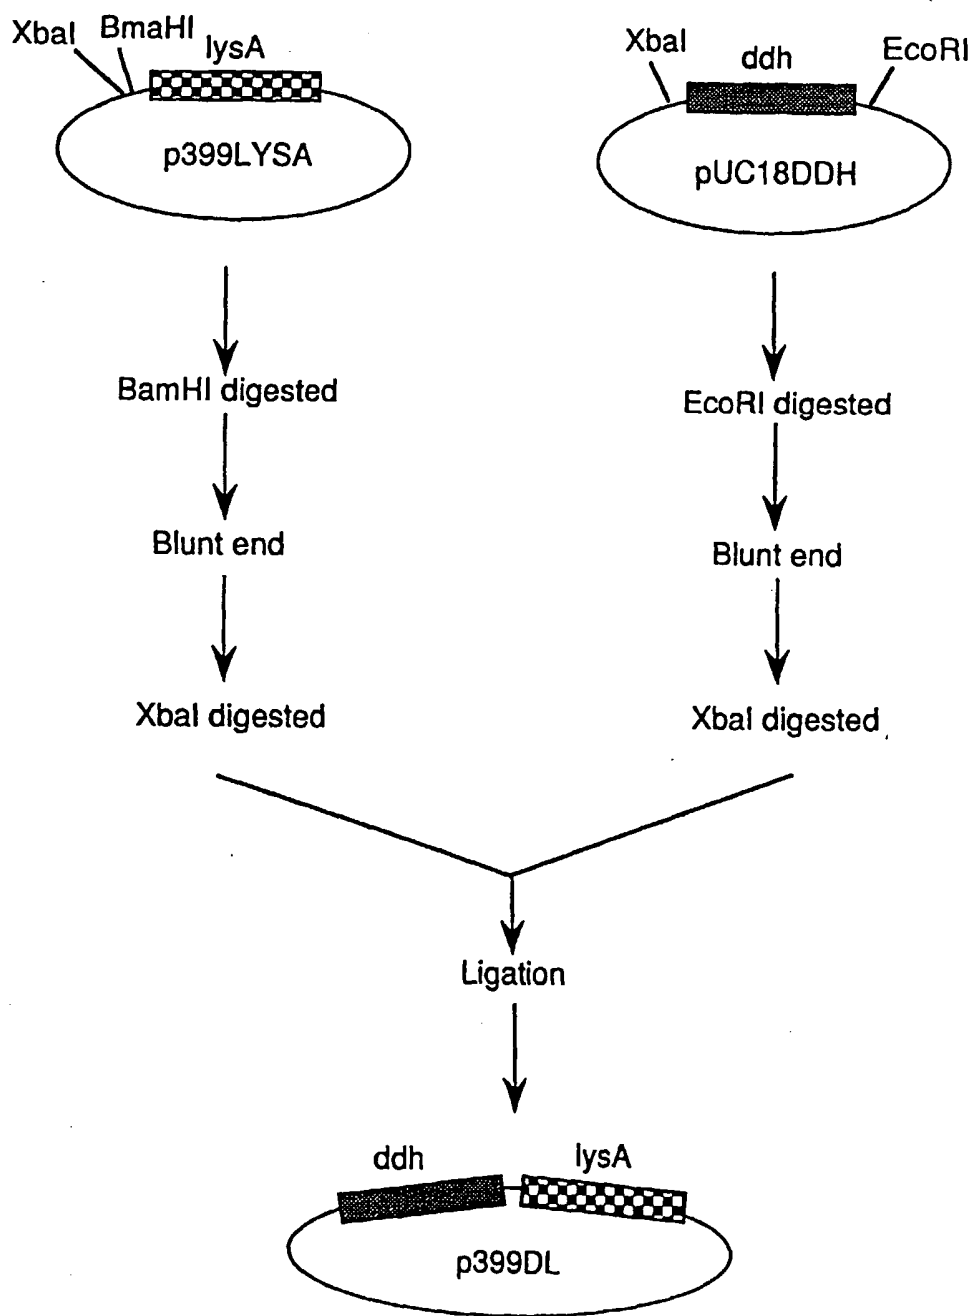 XbaI
BmaHI
lysA
p399LYSA
XbaI
ddh
EcoRI
pUC18DDH
BamHI digested
EcoRI digested
Blunt end
Blunt end
XbaI digested
XbaI digested
Ligation
ddh
lysA
p399DL